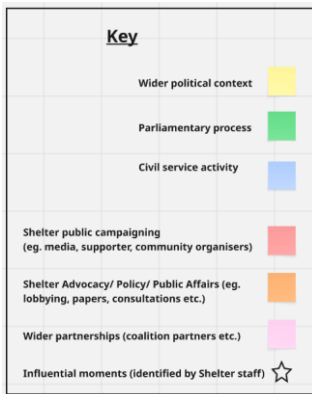 Key
Wider political context
Parliamentary process
Civil service activity
Shelter public campaigning
(eg. media, supporter, community organisers)
Shelter Advocacy/ Policy/ Public Affairs (eg.
lobbying, papers, consultations etc.)
Wider partnerships (coalition partners etc.)
Influential moments (identified by Shelter staff)